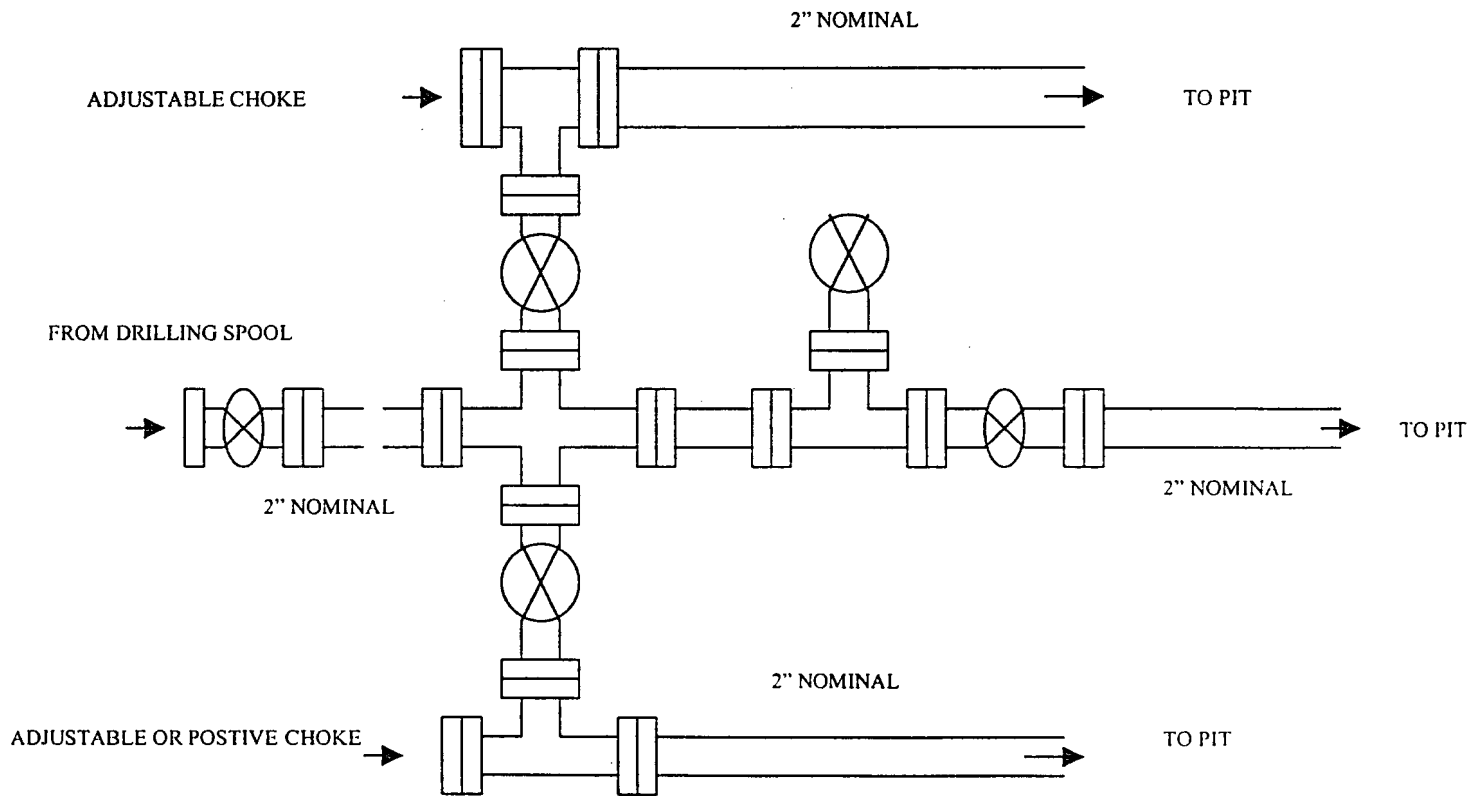 2” NOMINAL
ADJUSTABLE CHOKE
TO PIT
FROM DRILLING SPOOL
TO PIT
2” NOMINAL
2” NOMINAL
2” NOMINAL
ADJUSTABLE OR POSTIVE CHOKE
TO PIT